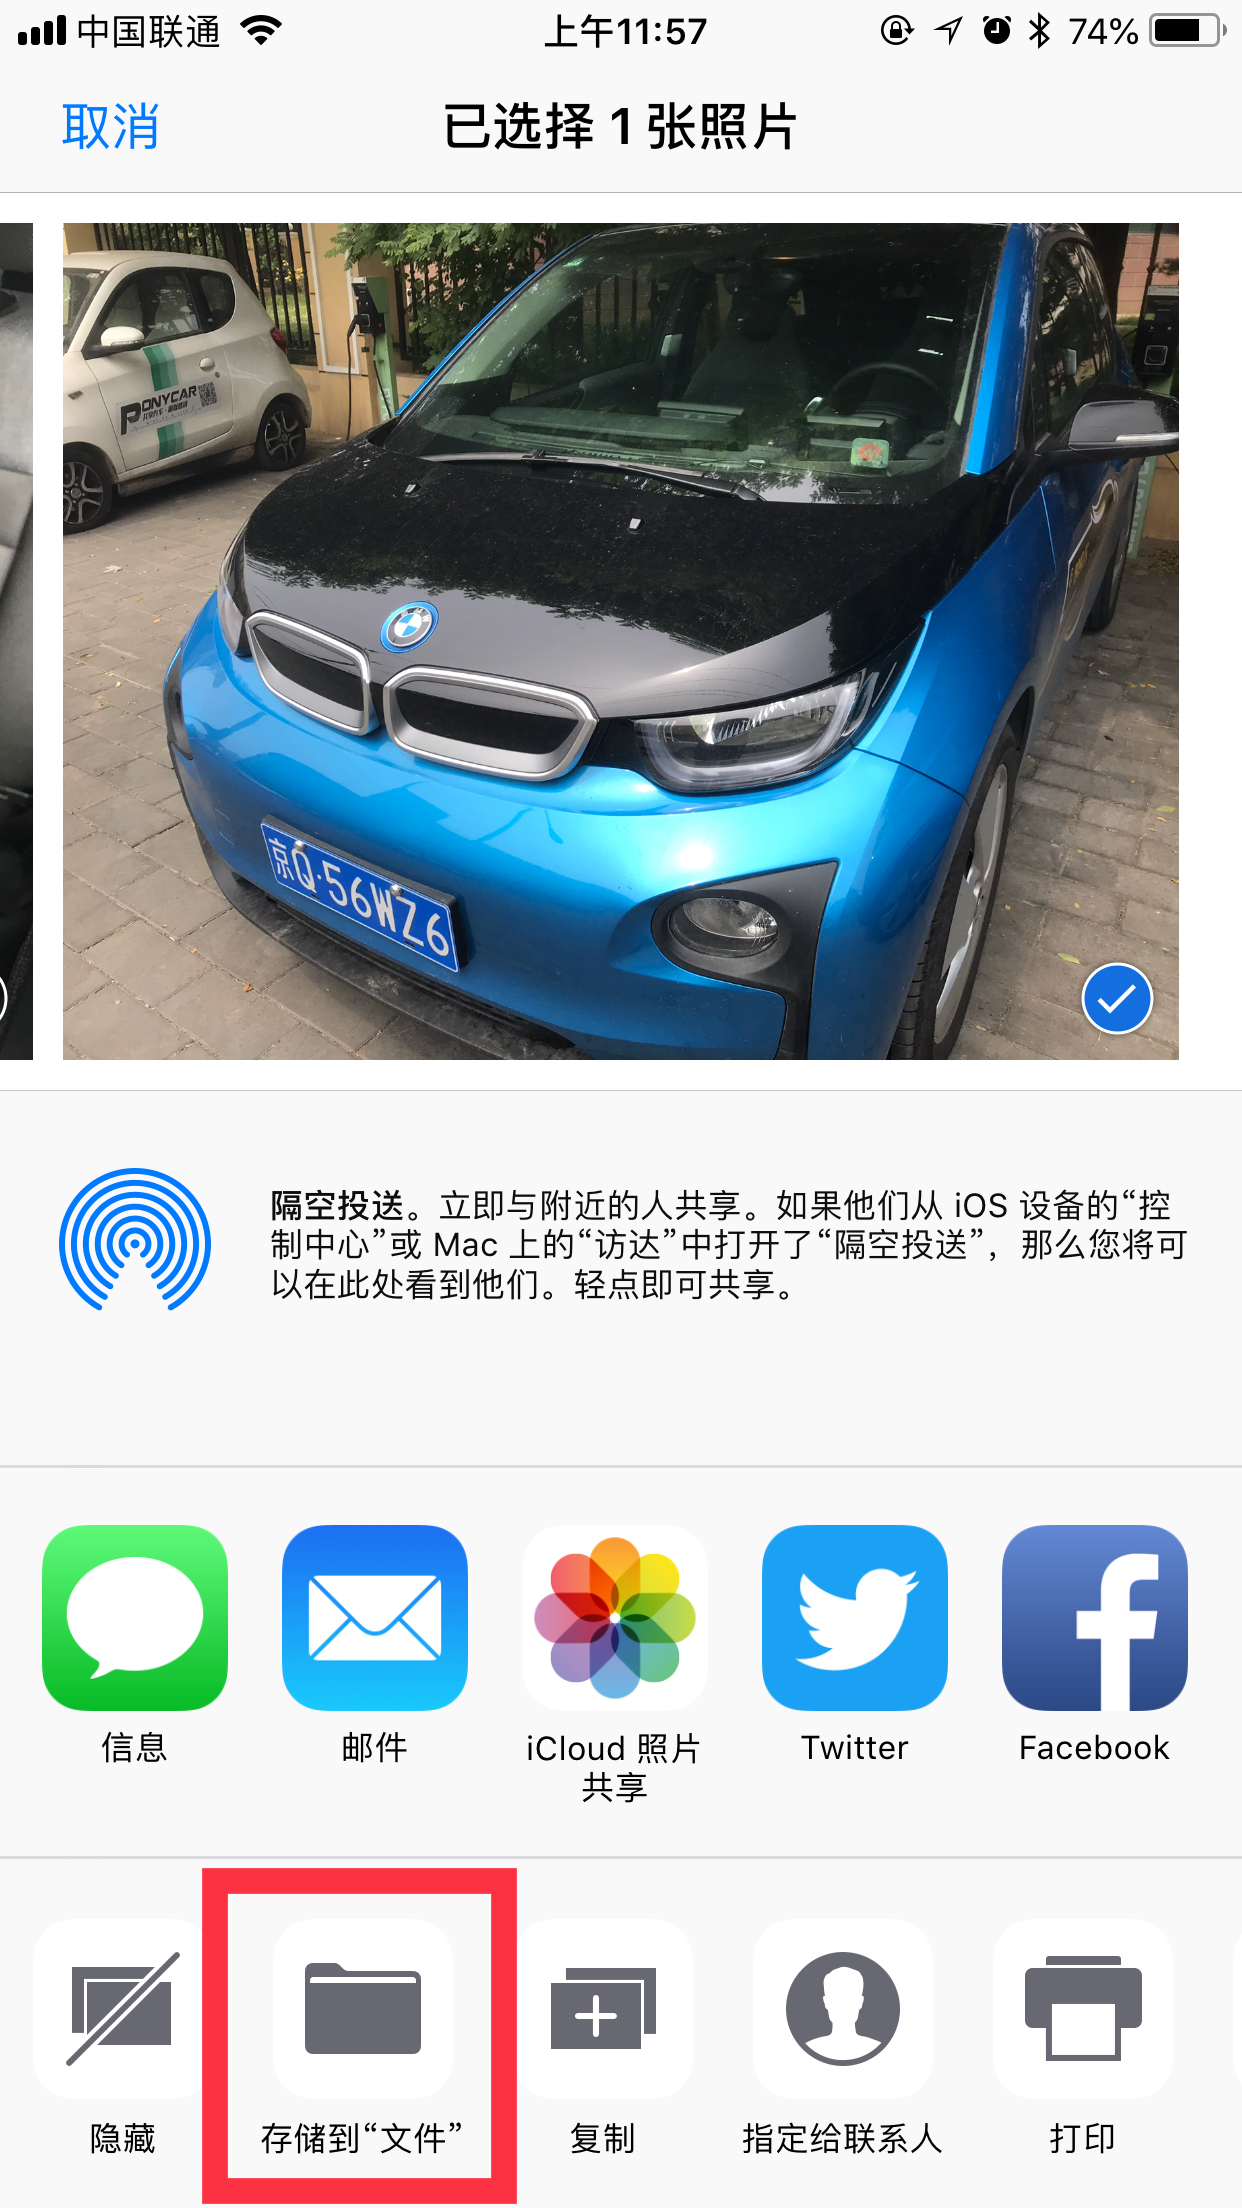 中国联通
上午11:57
74%
取消
已选择 1 张照片
PONYCAR
京Q·56WZ6
隔空投送。立即与附近的人共享。如果他们从 iOS 设备的“控
制中心”或 Mac 上的“访达”中打开了“隔空投送”，那么您将可
以在此处看到他们。轻点即可共享。
信息
邮件
iCloud 照片
共享
Twitter
Facebook
隐藏
存储到“文件”
复制
指定给联系人
打印